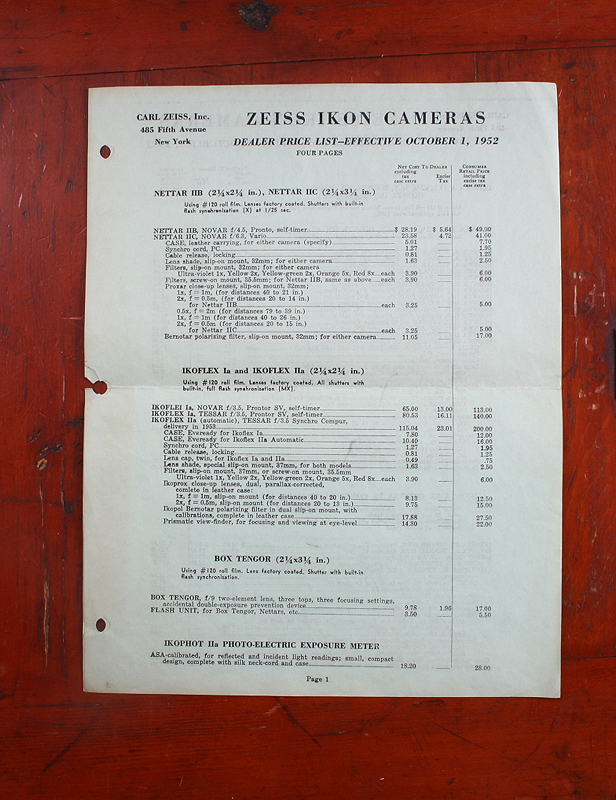 CARL ZEISS, Inc.
485 Fifth Avenue
New York
ZEISS IKON CAMERAS
DEALER PRICE LIST—EFFECTIVE OCTOBER 1, 1952
FOUR PAGES
NET COST TO DEALER
excluding tax case extra
Excise Tax
CONSUMER RETAIL PRICE including excise tax case extra
NETTAR IIB (2¼x2¼ in.), NETTAR IIC (2¼x3¼ in.)
Using #120 roll film. Lenses factory coated. Shutters with built-in
flash synchronisation (X) at 1/25 sec.
NETTAR IIB, NOVAR f/4.5, Pronto, self-timer $ 28.19 $ 5.64 $ 49.00
NETTAR IIC, NOVAR f/6.3, Vario 23.58 4.72 41.00
CASE, leather carrying, for either camera (specify) 5.01 7.70
Synchro cord, PC 1.27 1.95
Cable release, locking 0.81 1.25
Lens shade, slip-on mount, 32mm; for either camera 1.63 2.50
Filters, slip-on mount, 32mm; for either camera
Ultra-violet 1x, Yellow 2x, Yellow-green 2x, Orange 5x, Red 8x each 3.90 6.00
Filters, screw-on mount, 35.5mm; for Nettar IIB, same as above each 3.90 6.00
Proxar close-up lenses, slip-on mount, 32mm;
1x, f = 1m, (for distances 40 to 21 in.)
2x, f = 0.5m, (for distances 20 to 14 in.)
for Nettar IIB each 3.25 5.00
0.5x, f = 2m (for distances 79 to 39 in.)
1x, f = 1m (for distances 40 to 26 in.)
2x, f = 0.5m (for distances 20 to 15 in.)
for Nettar IIC each 3.25 5.00
Bernotar polarizing filter, slip-on mount, 32mm; for either camera 11.05 17.00
IKOFLEX Ia and IKOFLEX IIa (2¼x2¼ in.)
Using #120 roll film. Lenses factory coated. All shutters with
built-in, full flash synchronisation (MX).
IKOFLEI Ia, NOVAR f/3.5, Prontor SV, self-timer 65.00 13.00 113.00
IKOFLEX Ia, TESSAR f/3.5, Prontor SV, self-timer 80.53 16.11 140.00
IKOFLEX IIa (automatic), TESSAR f/3.5 Synchro Compur,
delivery in 1953 115.04 23.01 200.00
CASE, Eveready for Ikoflex Ia 7.80 12.00
CASE, Eveready for Ikoflex IIa Automatic 10.40 16.00
Synchro cord, PC 1.27 1.95
Cable release, locking 0.81 1.25
Lens cap, twin, for Ikoflex Ia and IIa 0.49 .75
Lens shade, special slip-on mount, 37mm, for both models 1.63 2.50
Filters, slip-on mount, 37mm, or screw-on mount, 35.5mm
Ultra-violet 1x, Yellow 2x, Yellow-green 2x, Orange 5x, Red 8x each 3.90 6.00
Ikoprox close-up lenses, dual, parallax-corrected,
comlete in leather case:
1x, f = 1m, slip-on mount (for distances 40 to 20 in.) 8.13 12.50
2x, f = 0.5m, slip-on mount (for distances 20 to 13 in.) 9.75 15.00
Ikopol Bernotar polarizing filter in dual slip-on mount, with
calibrations, complete in leather case 17.88 27.50
Prismatic view-finder, for focusing and viewing at eye-level 14.30 22.00
BOX TENGOR (2¼x3¼ in.)
Using #120 roll film. Lens factory coated. Shutter with built-in
flash synchronisation.
BOX TENGOR, f/9 two-element lens, three tops, three focusing settings,
accidental double-exposure prevention device 9.78 1.96 17.00
FLASH UNIT, for Box Tengor, Nettars, etc. 3.50 5.50
IKOPHOT IIa PHOTO-ELECTRIC EXPOSURE METER
ASA-calibrated, for reflected and incident light readings; small, compact
design, complete with silk neck-cord and case 18.20 28.00
Page 1